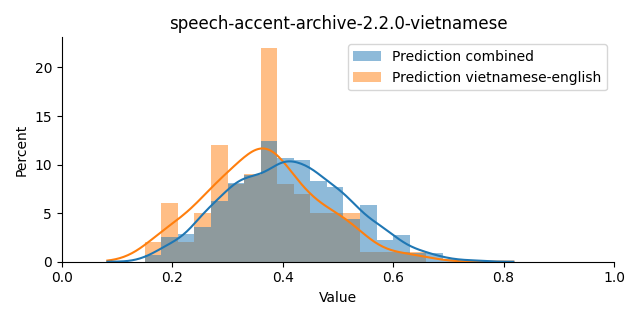 speech-accent-archive-2.2.0-vietnamese
Prediction combined
Prediction vietnamese-english
Percent
20
15
10
5
0
0.0 0.2 0.4 0.6 0.8 1.0
Value